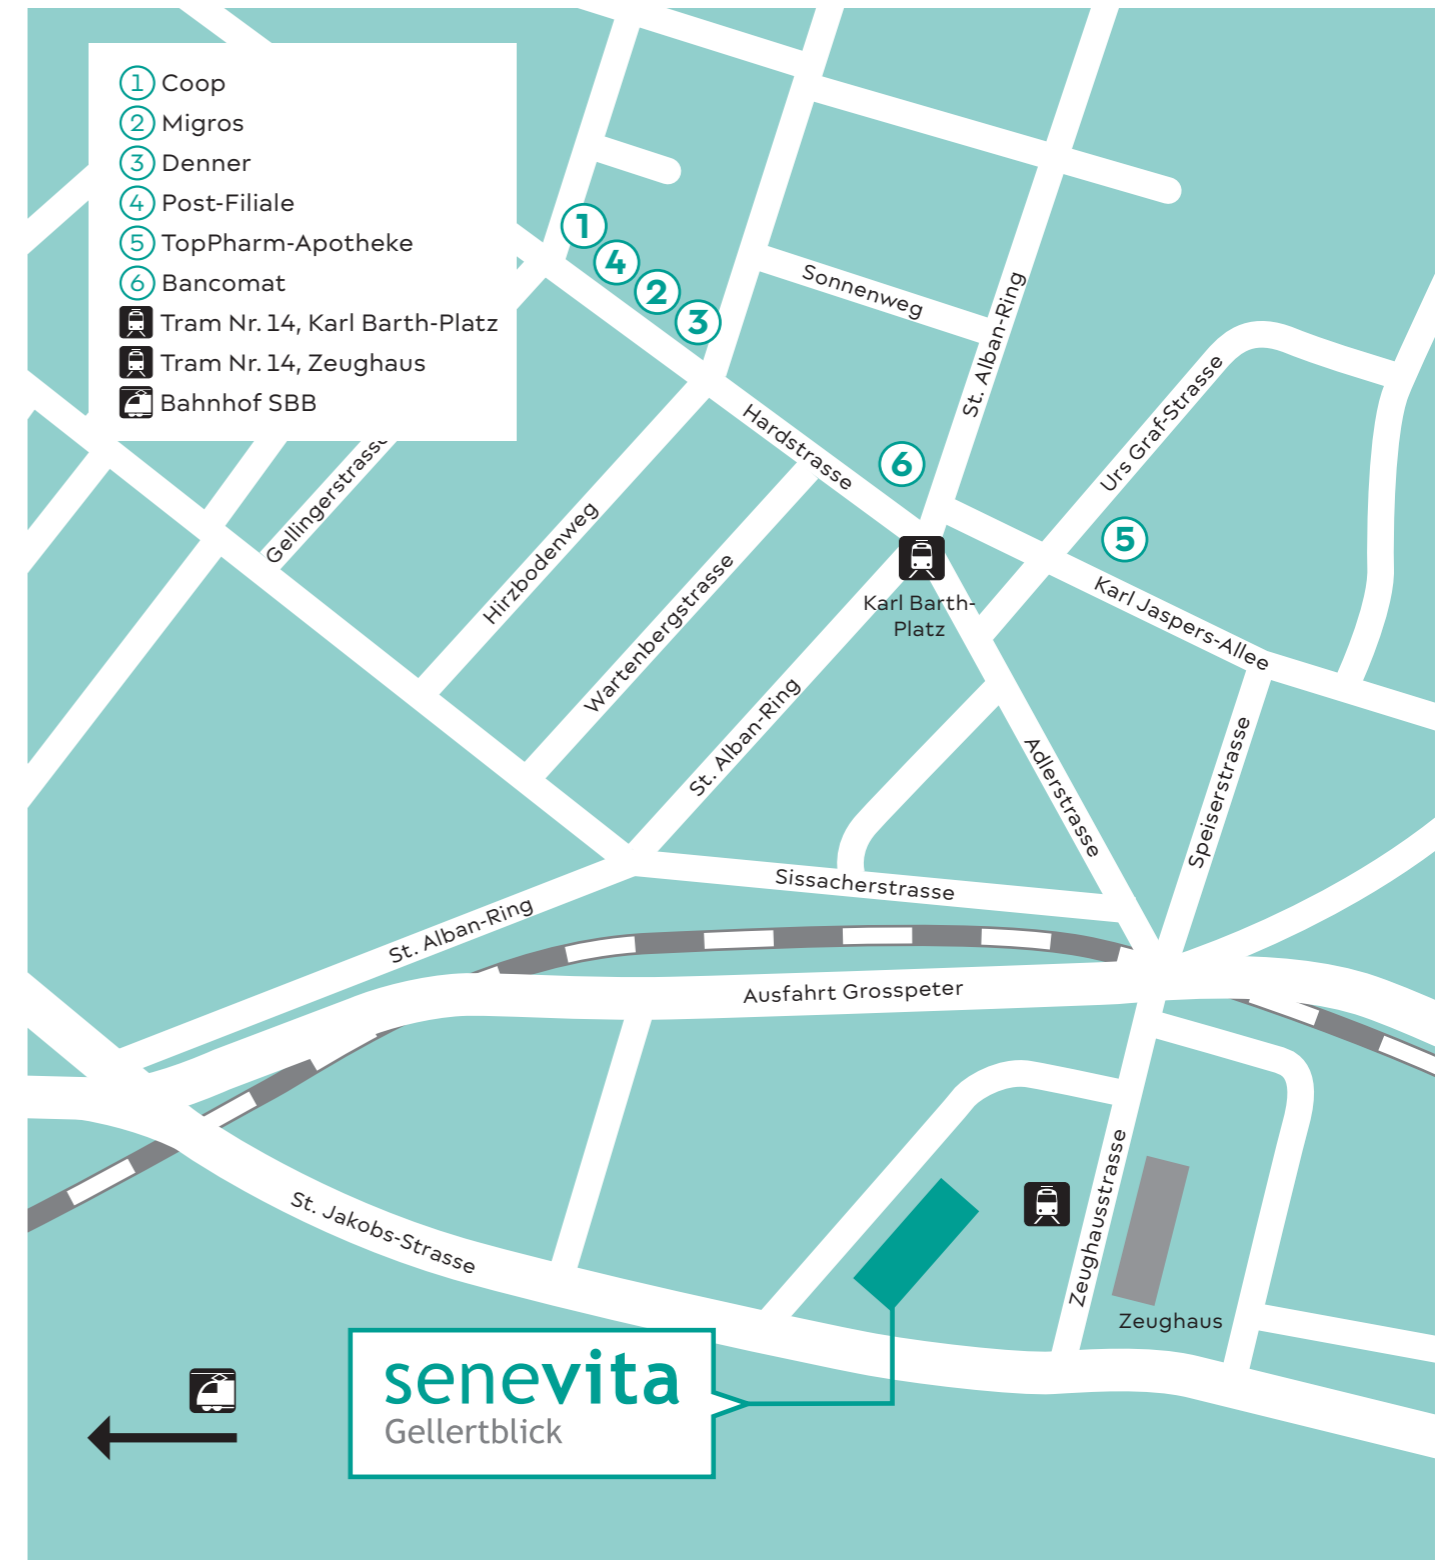 1 Coop
2 Migros
3 Denner
4 Post-Filiale
5 TopPharm-Apotheke
6 Bancomat
Tram Nr. 14, Karl Barth-Platz
Tram Nr. 14, Zeughaus
Bahnhof SBB
1
4
2
3
Sonnenweg
St. Alban-Ring
Urs Graf-Strasse
Hardstrasse
6
5
Gellingerstrasse
Hirzbodenweg
Wartenbergstrasse
Karl Barth-
Platz
Karl Jaspers-Allee
St. Alban-Ring
Adlerstrasse
Speiserstrasse
Sissacherstrasse
St. Alban-Ring
Ausfahrt Grosspeter
St. Jakobs-Strasse
Zeughausstrasse
Zeughaus
senevita
Gellertblick